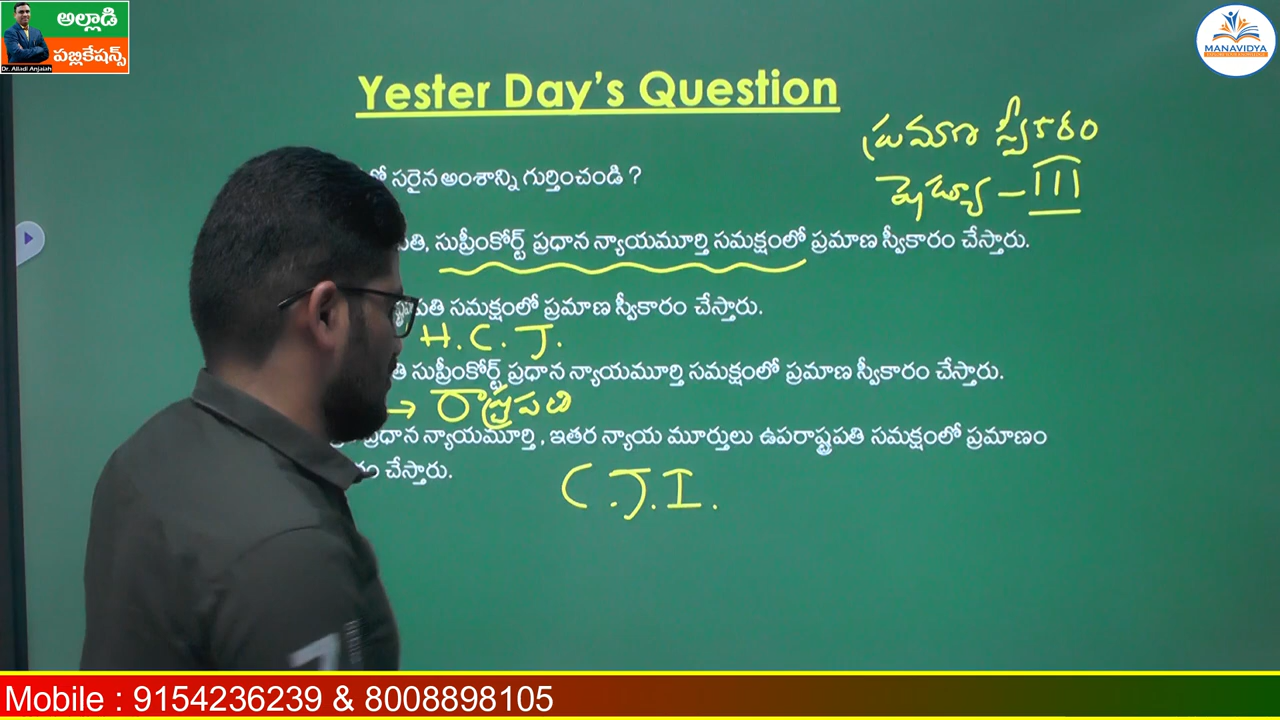 అల్లాడి
పబ్లికేషన్స్
Dr. Alladi Anjaiah
MANAVIDYA
Yester Day's Question
ప్రమాణ స్వీకారం
షెడ్యూ - III
సరైన అంశాన్ని గుర్తించండి ?
సుప్రీంకోర్ట్ ప్రధాన న్యాయమూర్తి సమక్షంలో ప్రమాణ స్వీకారం చేస్తారు.
సమక్షంలో ప్రమాణ స్వీకారం చేస్తారు.
H.C.J.
సుప్రీంకోర్ట్ ప్రధాన న్యాయమూర్తి సమక్షంలో ప్రమాణ స్వీకారం చేస్తారు.
→ రాష్ట్రపతి
ప్రధాన న్యాయమూర్తి , ఇతర న్యాయ మూర్తులు ఉపరాష్ట్రపతి సమక్షంలో ప్రమాణం
చేస్తారు.
C.J.I.
Mobile : 9154236239 & 8008898105